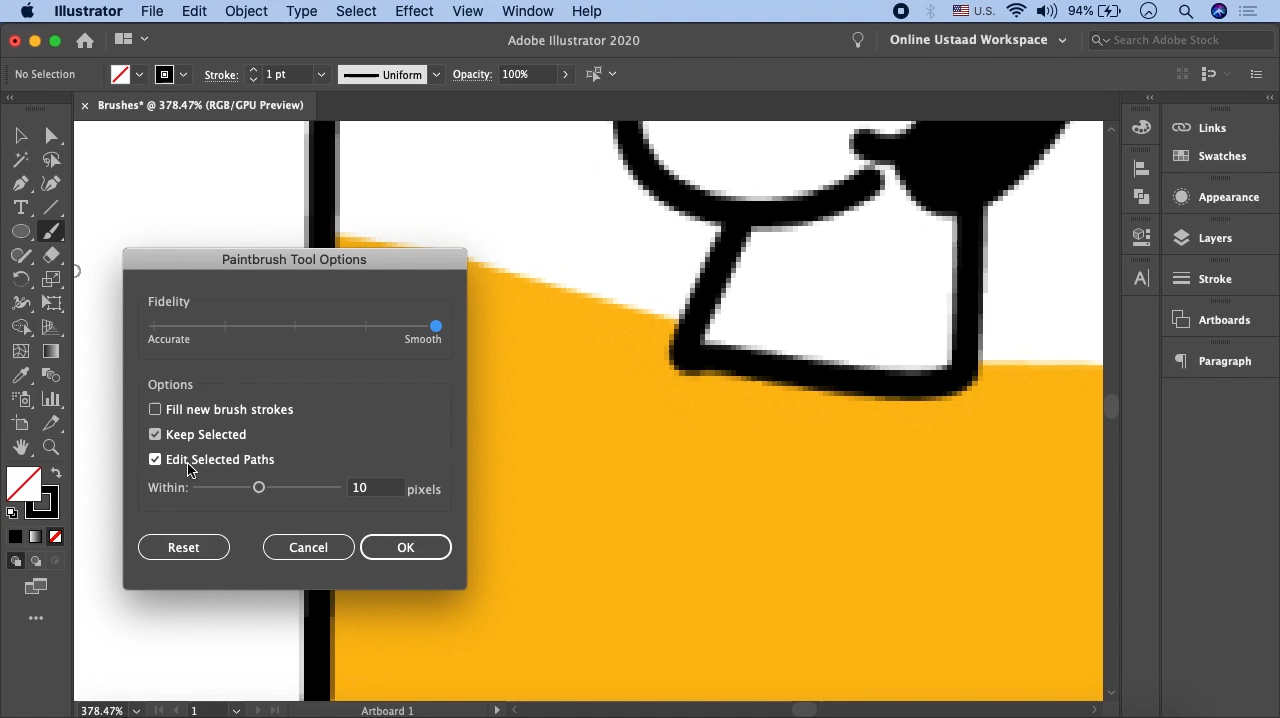 Illustrator File Edit Object Type Select Effect View Window Help U.S. 94%
Adobe Illustrator 2020 Online Ustaad Workspace Search Adobe Stock
No Selection Stroke: 1 pt Uniform Opacity: 100%
Brushes* @ 378.47% (RGB/GPU Preview)
Links
Swatches
Appearance
Layers
Stroke
Artboards
Paragraph
Paintbrush Tool Options
Fidelity
Accurate Smooth
Options
Fill new brush strokes
Keep Selected
Edit Selected Paths
Within: 10 pixels
Reset Cancel OK
378.47% 1 Artboard 1